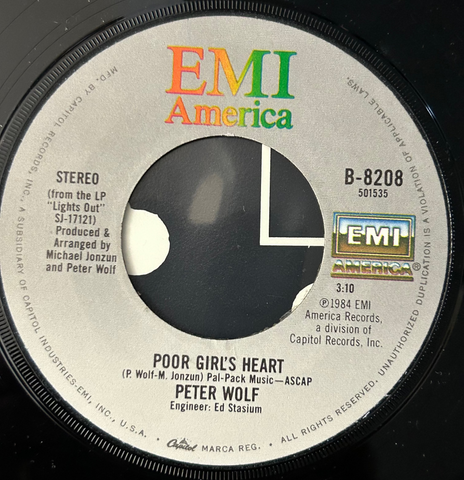 EMI
America
MFD. BY CAPITOL RECORDS, INC., A SUBSIDIARY OF CAPITOL INDUSTRIES-EMI, INC., U.S.A. • Capitol MARCA REG. • ALL RIGHTS RESERVED. UNAUTHORIZED DUPLICATION IS A VIOLATION OF APPLICABLE LAWS.
STEREO
(from the LP
"Lights Out"
SJ-17121)
Produced &
Arranged by
Michael Jonzun
and Peter Wolf
B-8208
501535
EMI
AMERICA®
3:10
℗1984 EMI
America Records,
a division of
Capitol Records, Inc.
POOR GIRL'S HEART
(P. Wolf-M. Jonzun) Pal-Pack Music—ASCAP
PETER WOLF
Engineer: Ed Stasium